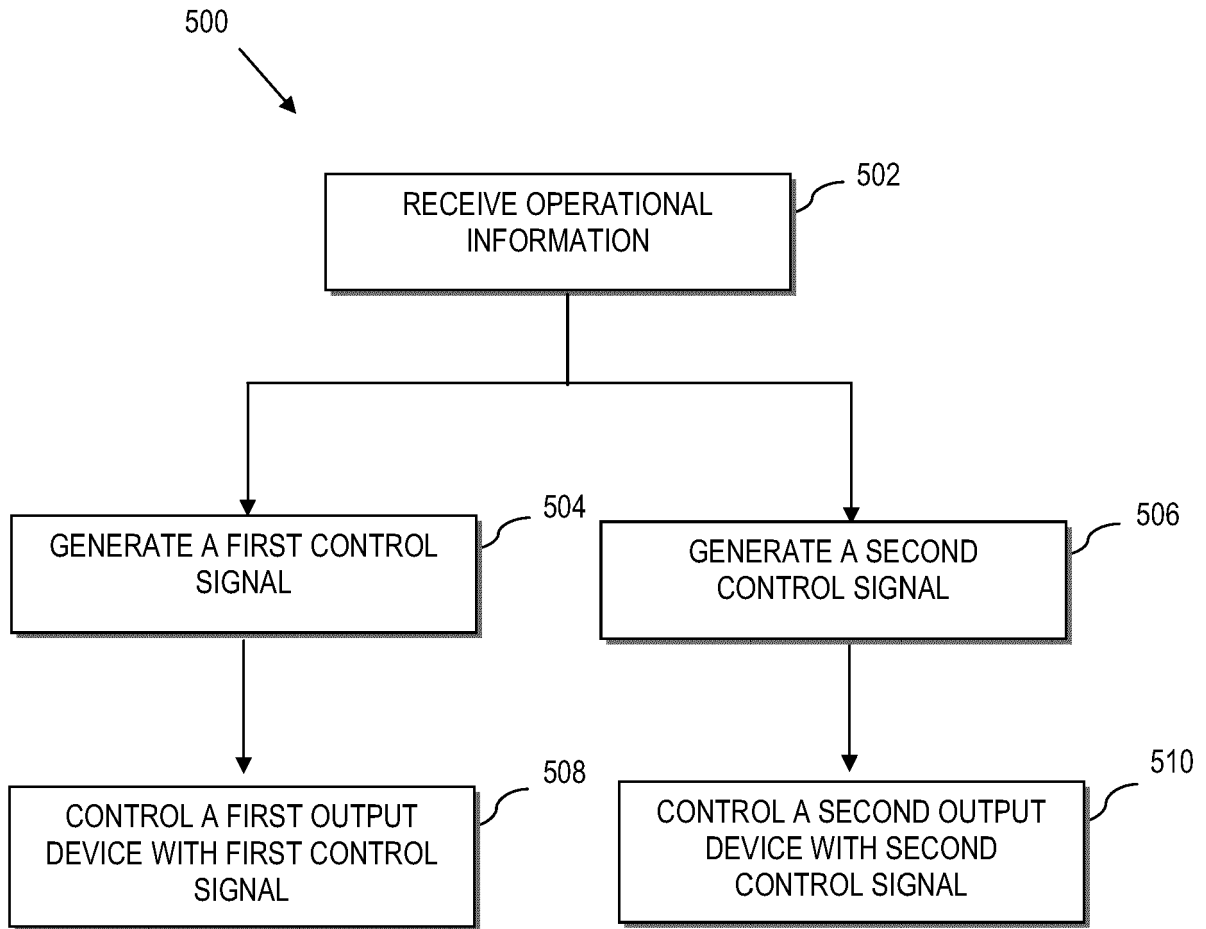 500
502
RECEIVE OPERATIONAL
INFORMATION
504
GENERATE A FIRST CONTROL
SIGNAL
506
GENERATE A SECOND
CONTROL SIGNAL
508
CONTROL A FIRST OUTPUT
DEVICE WITH FIRST CONTROL
SIGNAL
510
CONTROL A SECOND OUTPUT
DEVICE WITH SECOND
CONTROL SIGNAL